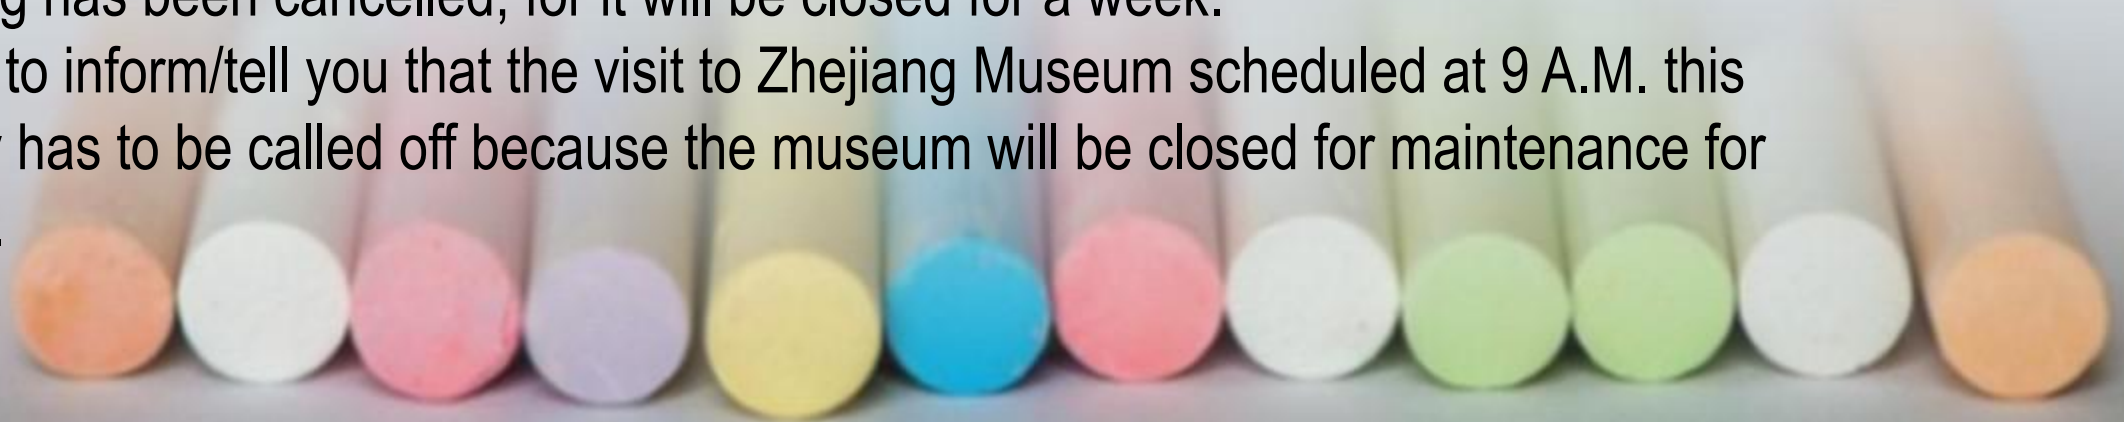 g has been cancelled, for it will be closed for a week.
to inform/tell you that the visit to Zhejiang Museum scheduled at 9 A.M. this
has to be called off because the museum will be closed for maintenance for
.